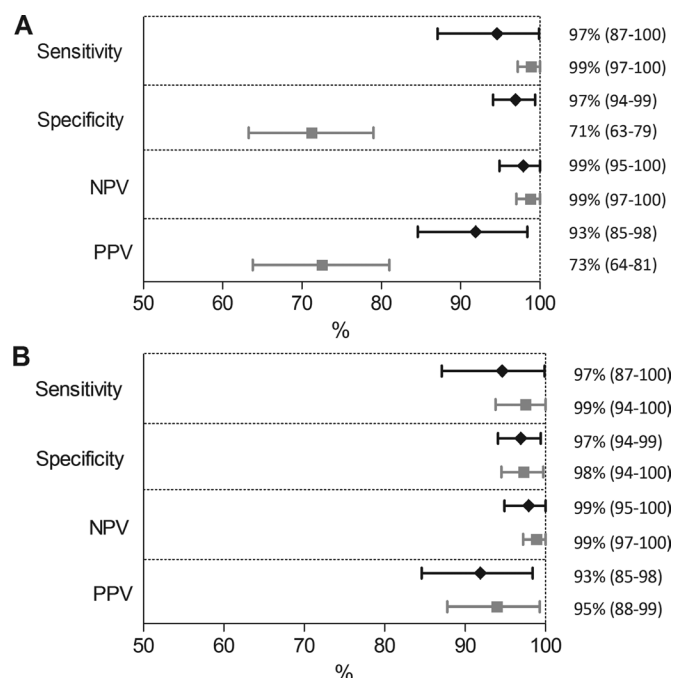 A
Sensitivity
97% (87-100)
99% (97-100)
Specificity
97% (94-99)
71% (63-79)
NPV
99% (95-100)
99% (97-100)
PPV
93% (85-98)
73% (64-81)
50 60 70 80 90 100
%
B
Sensitivity
97% (87-100)
99% (94-100)
Specificity
97% (94-99)
98% (94-100)
NPV
99% (95-100)
99% (97-100)
PPV
93% (85-98)
95% (88-99)
50 60 70 80 90 100
%